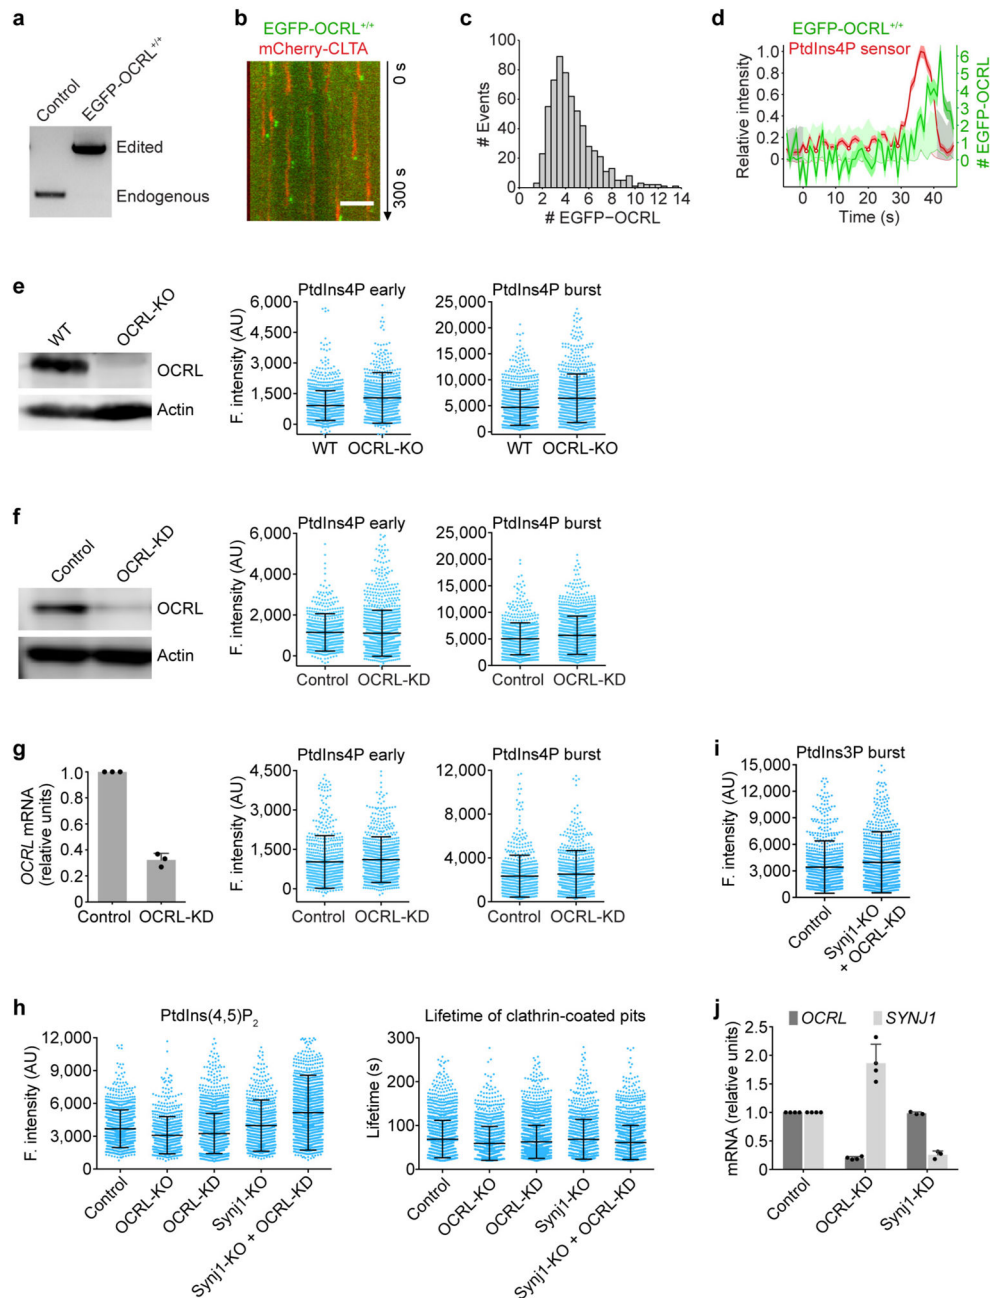 a
Control
EGFP-OCRL+/+
Edited
Endogenous
b
EGFP-OCRL+/+
mCherry-CLTA
0 s
300 s
c
# Events
100
80
60
40
20
0
0 2 4 6 8 10 12 14
# EGFP−OCRL
d
EGFP-OCRL+/+
PtdIns4P sensor
Relative intensity
1.0
0.8
0.6
0.4
0.2
0
6
5
4
3
2
1
0
# EGFP-OCRL
0 10 20 30 40
Time (s)
e
WT
OCRL-KO
OCRL
Actin
PtdIns4P early
F. intensity (AU)
6,000
4,500
3,000
1,500
0
WT OCRL-KO
PtdIns4P burst
25,000
20,000
15,000
10,000
5,000
0
WT OCRL-KO
f
Control
OCRL-KD
OCRL
Actin
PtdIns4P early
F. intensity (AU)
6,000
4,000
2,000
0
Control OCRL-KD
PtdIns4P burst
25,000
20,000
15,000
10,000
5,000
0
Control OCRL-KD
g
OCRL mRNA
(relative units)
1.0
0.8
0.6
0.4
0.2
0
Control OCRL-KD
PtdIns4P early
F. intensity (AU)
4,500
3,000
1,500
0
Control OCRL-KD
PtdIns4P burst
12,000
8,000
4,000
0
Control OCRL-KD
i
PtdIns3P burst
F. intensity (AU)
15,000
12,000
9,000
6,000
3,000
0
Control
Synj1-KO
+ OCRL-KD
h
PtdIns(4,5)P2
F. intensity (AU)
12,000
9,000
6,000
3,000
0
Control
OCRL-KO
OCRL-KD
Synj1-KO
Synj1-KO + OCRL-KD
Lifetime of clathrin-coated pits
Lifetime (s)
300
200
100
50
0
Control
OCRL-KO
OCRL-KD
Synj1-KO
Synj1-KO + OCRL-KD
j
OCRL SYNJ1
mRNA (relative units)
2.5
2.0
1.5
1.0
0.5
0
Control
OCRL-KD
Synj1-KD